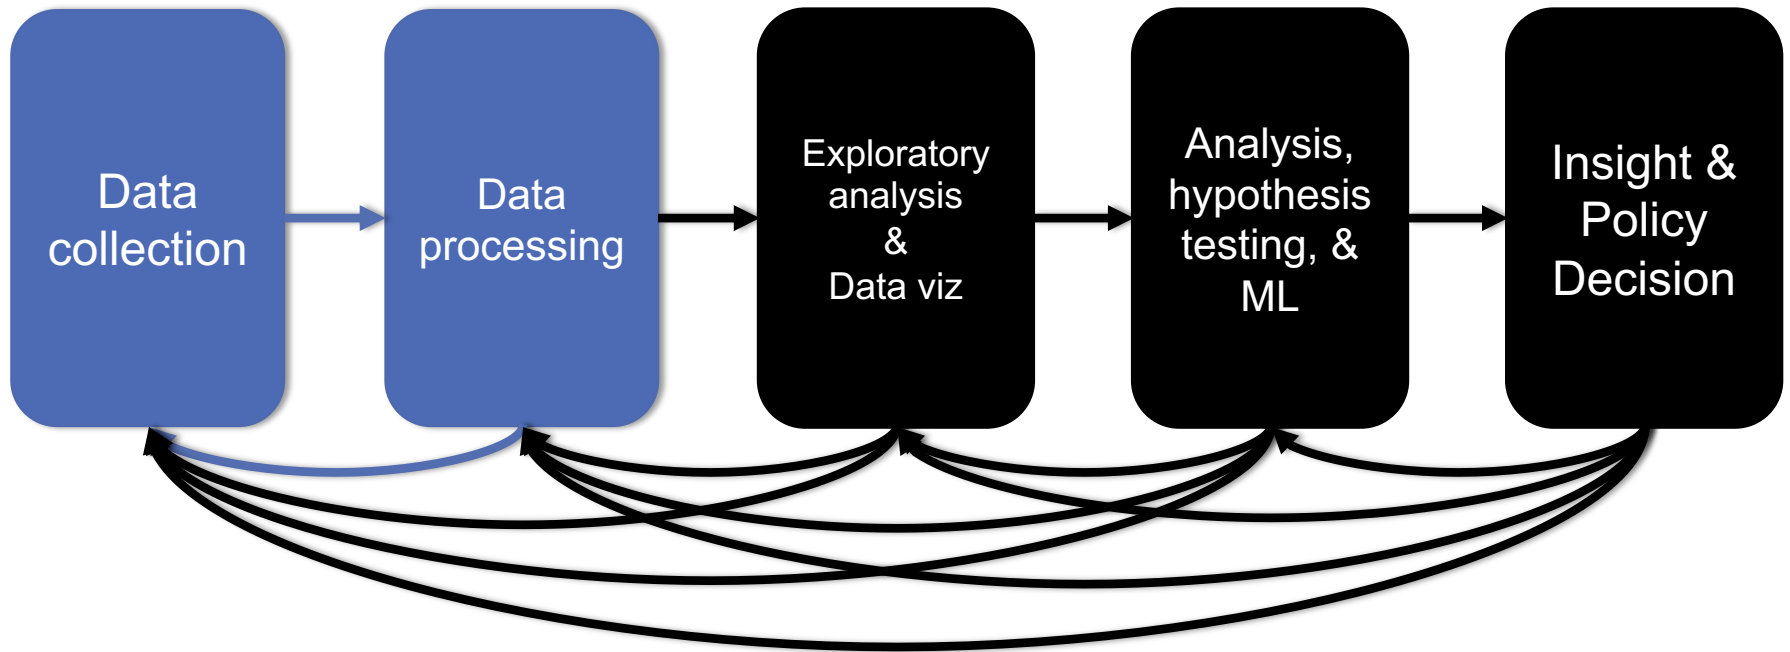 Data
collection
Data
processing
Exploratory
analysis
&
Data viz
Analysis,
hypothesis
testing, &
ML
Insight &
Policy
Decision